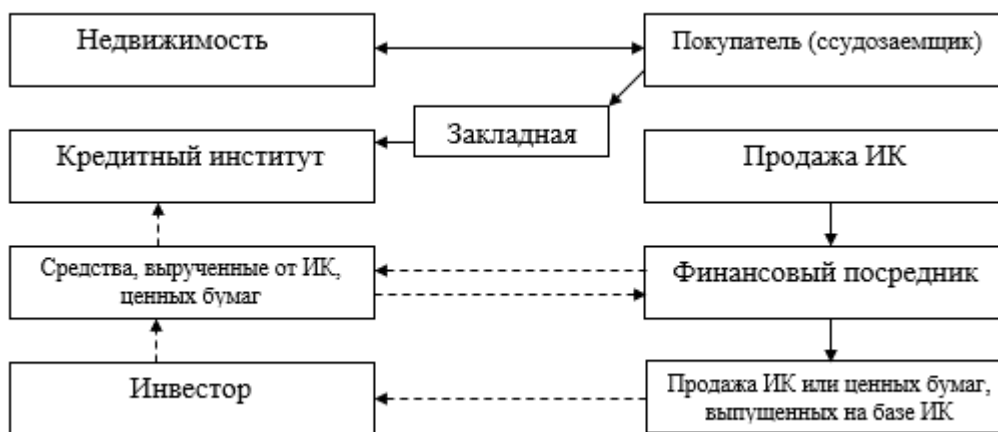 Недвижимость
Покупатель (ссудозаемщик)
Закладная
Кредитный институт
Продажа ИК
Средства, вырученные от ИК,
ценных бумаг
Финансовый посредник
Инвестор
Продажа ИК или ценных бумаг,
выпущенных на базе ИК